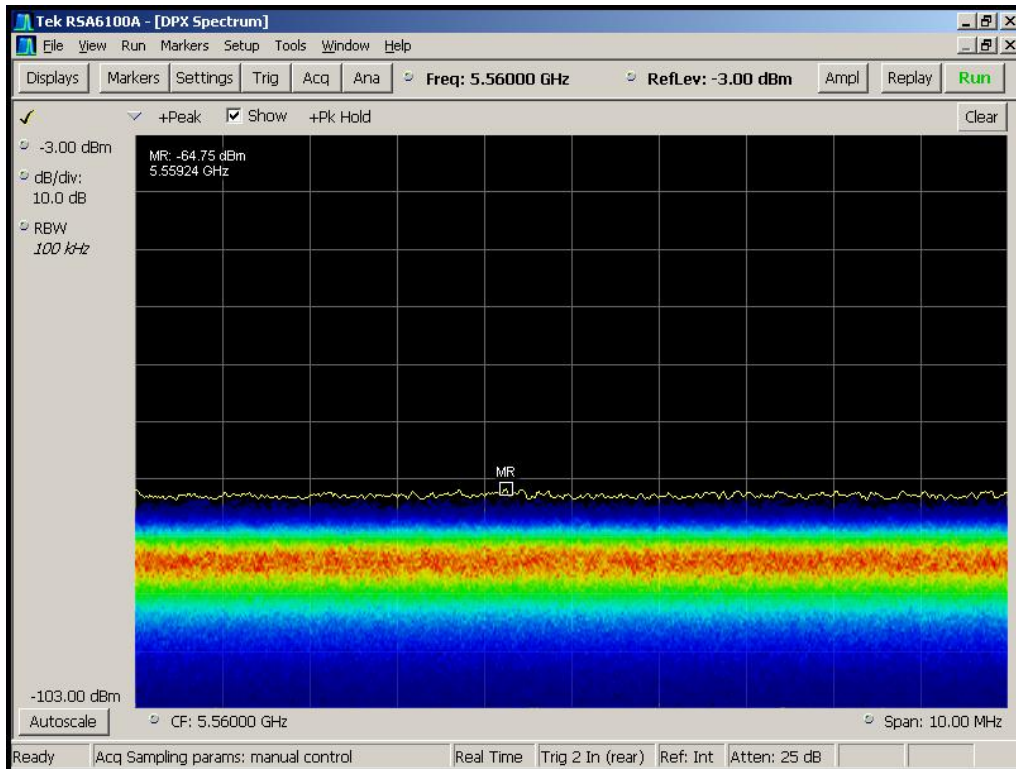 Tek RSA6100A - [DPX Spectrum]
File View Run Markers Setup Tools Window Help
Displays Markers Settings Trig Acq Ana Freq: 5.56000 GHz RefLev: -3.00 dBm Ampl Replay Run
+Peak Show +Pk Hold Clear
-3.00 dBm
dB/div:
10.0 dB
RBW
100 kHz
MR: -64.75 dBm
5.55924 GHz
MR
-103.00 dBm
Autoscale CF: 5.56000 GHz Span: 10.00 MHz
Ready Acq Sampling params: manual control Real Time Trig 2 In (rear) Ref: Int Atten: 25 dB